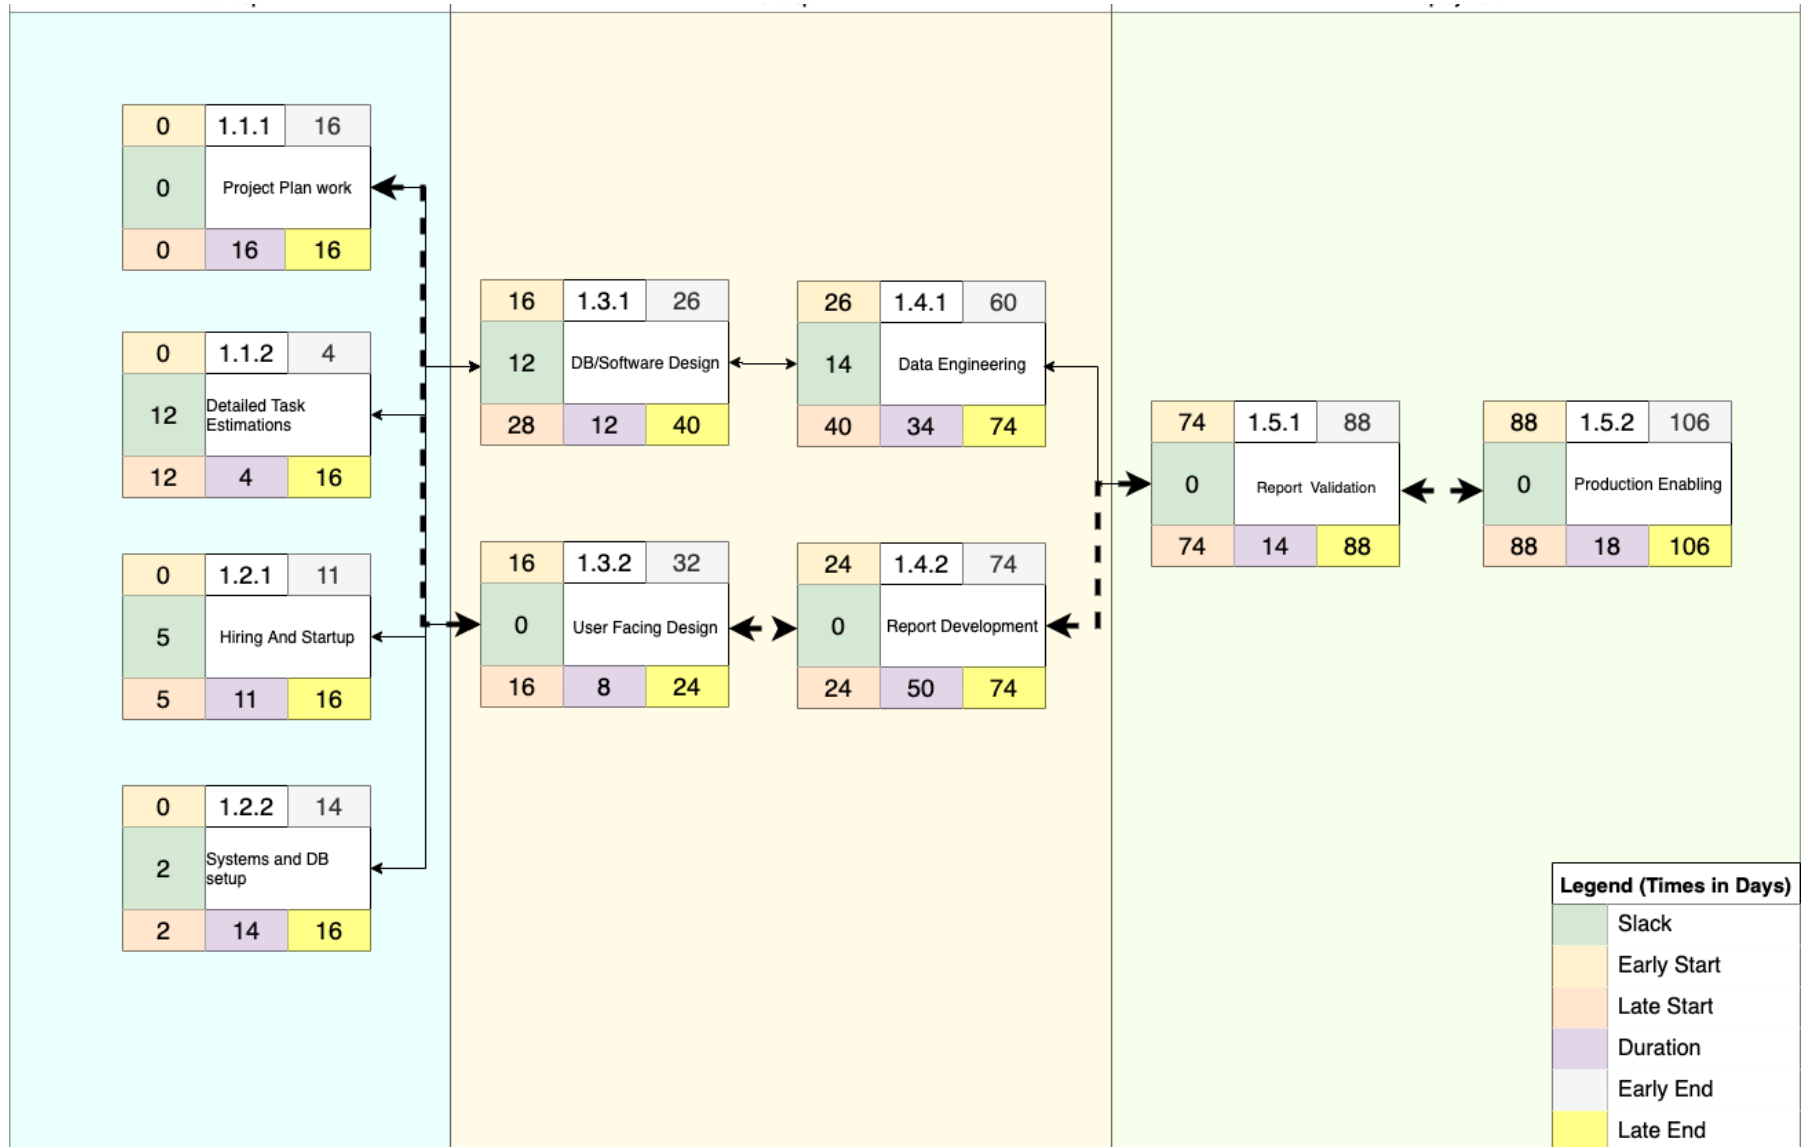 0 1.1.1 16
0 Project Plan work
0 16 16
0 1.1.2 4
12 Detailed Task
Estimations
12 4 16
0 1.2.1 11
5 Hiring And Startup
5 11 16
0 1.2.2 14
2 Systems and DB
setup
2 14 16
16 1.3.1 26
12 DB/Software Design
28 12 40
16 1.3.2 32
0 User Facing Design
16 8 24
26 1.4.1 60
14 Data Engineering
40 34 74
24 1.4.2 74
0 Report Development
24 50 74
74 1.5.1 88
0 Report Validation
74 14 88
88 1.5.2 106
0 Production Enabling
88 18 106
Legend (Times in Days)
Slack
Early Start
Late Start
Duration
Early End
Late End